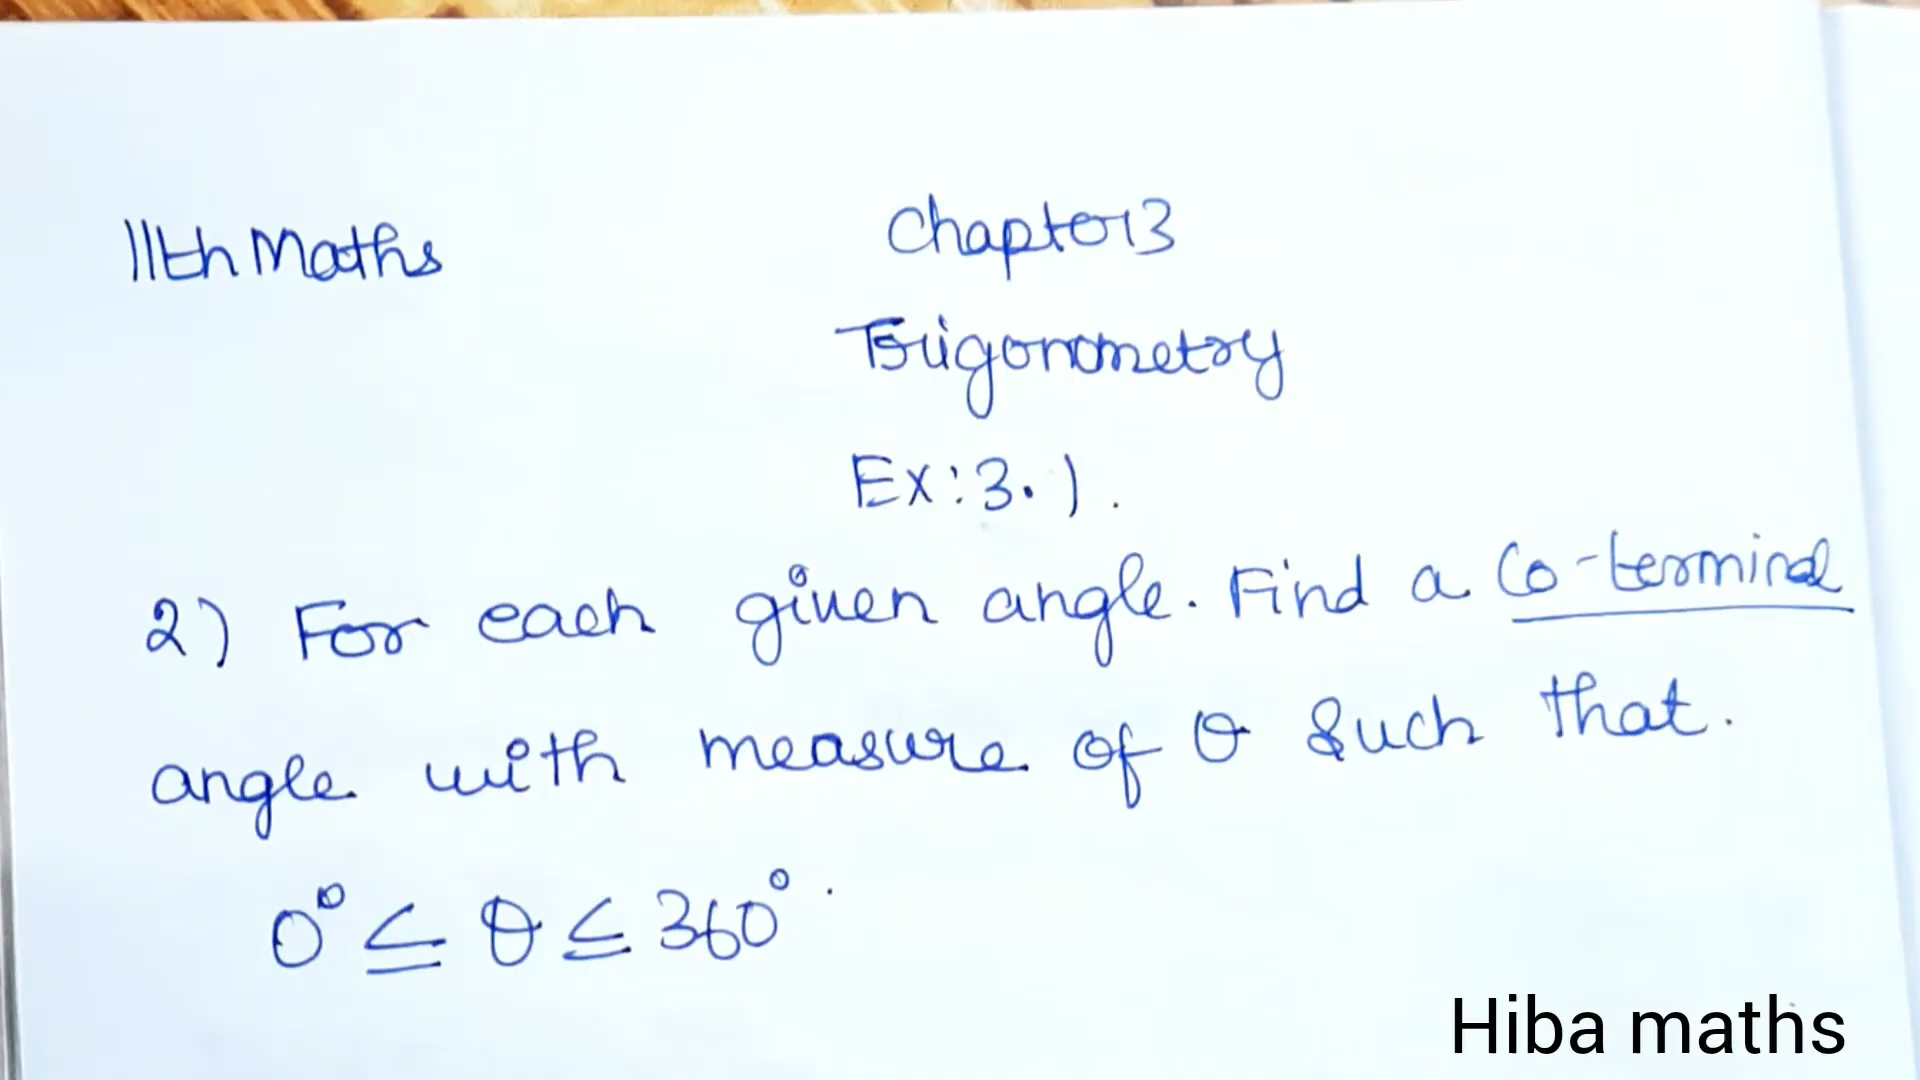 11th Maths
Chapter 3
Trigonometry
Ex: 3.1.
2) For each given angle. Find a Co-terminal
angle with measure of θ such that.
0° ≤ θ ≤ 360°.
Hiba maths